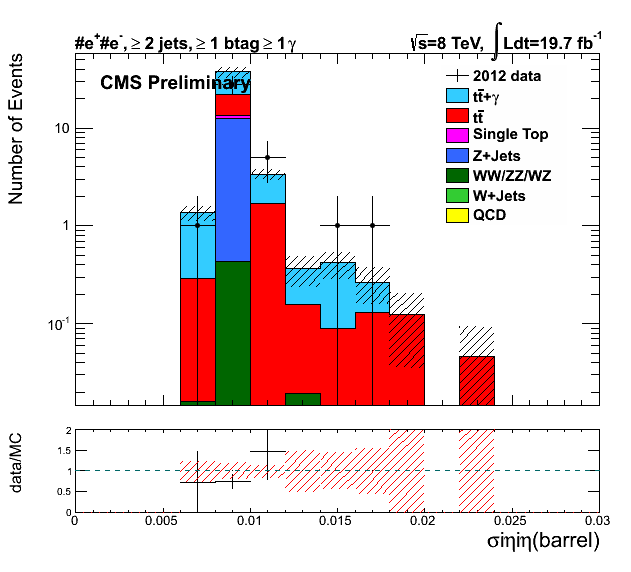 #e+#e-, ≥ 2 jets, ≥ 1 btag ≥ 1 γ
√s=8 TeV, ∫ Ldt=19.7 fb-1
CMS Preliminary
2012 data
tt̄+γ
tt̄
Single Top
Z+Jets
WW/ZZ/WZ
W+Jets
QCD
Number of Events
10
1
10-1
data/MC
2
1.5
1
0.5
0
0 0.005 0.01 0.015 0.02 0.025 0.03
σiηiη(barrel)